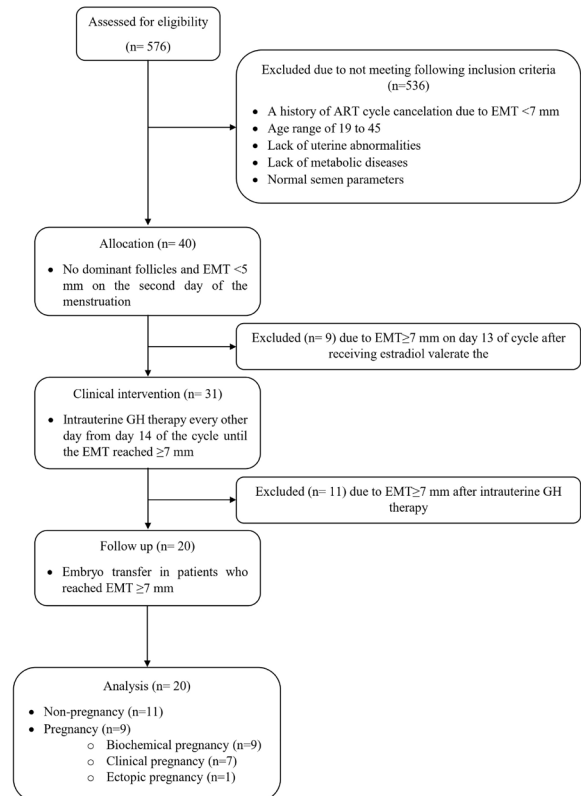 Assessed for eligibility
(n= 576)
Excluded due to not meeting following inclusion criteria
(n=536)
• A history of ART cycle cancelation due to EMT <7 mm
• Age range of 19 to 45
• Lack of uterine abnormalities
• Lack of metabolic diseases
• Normal semen parameters
Allocation (n= 40)
• No dominant follicles and EMT <5
mm on the second day of the
menstruation
Excluded (n= 9) due to EMT≥7 mm on day 13 of cycle after
receiving estradiol valerate the
Clinical intervention (n= 31)
• Intrauterine GH therapy every other
day from day 14 of the cycle until
the EMT reached ≥7 mm
Excluded (n= 11) due to EMT≥7 mm after intrauterine GH
therapy
Follow up (n= 20)
• Embryo transfer in patients who
reached EMT ≥7 mm
Analysis (n= 20)
• Non-pregnancy (n=11)
• Pregnancy (n=9)
o Biochemical pregnancy (n=9)
o Clinical pregnancy (n=7)
o Ectopic pregnancy (n=1)